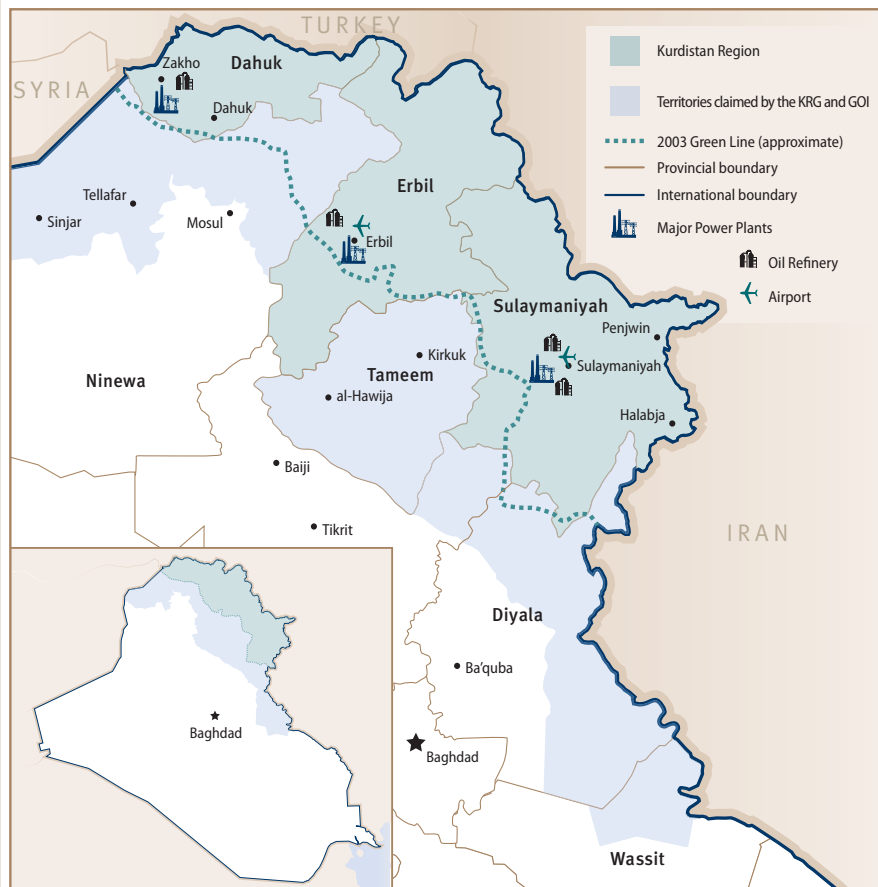 TURKEY
SYRIA
Zakho
Dahuk
Dahuk
Kurdistan Region
Territories claimed by the KRG and GOI
2003 Green Line (approximate)
Provincial boundary
International boundary
Major Power Plants
Oil Refinery
Airport
Erbil
Tellafar
Sinjar
Mosul
Erbil
Sulaymaniyah
Penjwin
Kirkuk
Sulaymaniyah
Tameem
Ninewa
al-Hawija
Halabja
Baiji
Tikrit
IRAN
Diyala
Ba'quba
Baghdad
Baghdad
Wassit